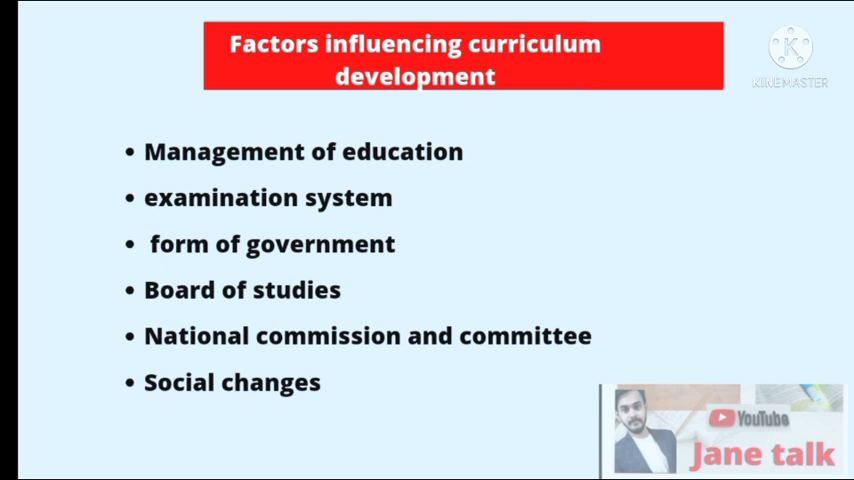 Factors influencing curriculum
development
KINEMASTER
• Management of education
• examination system
• form of government
• Board of studies
• National commission and committee
• Social changes
YouTube
Jane talk